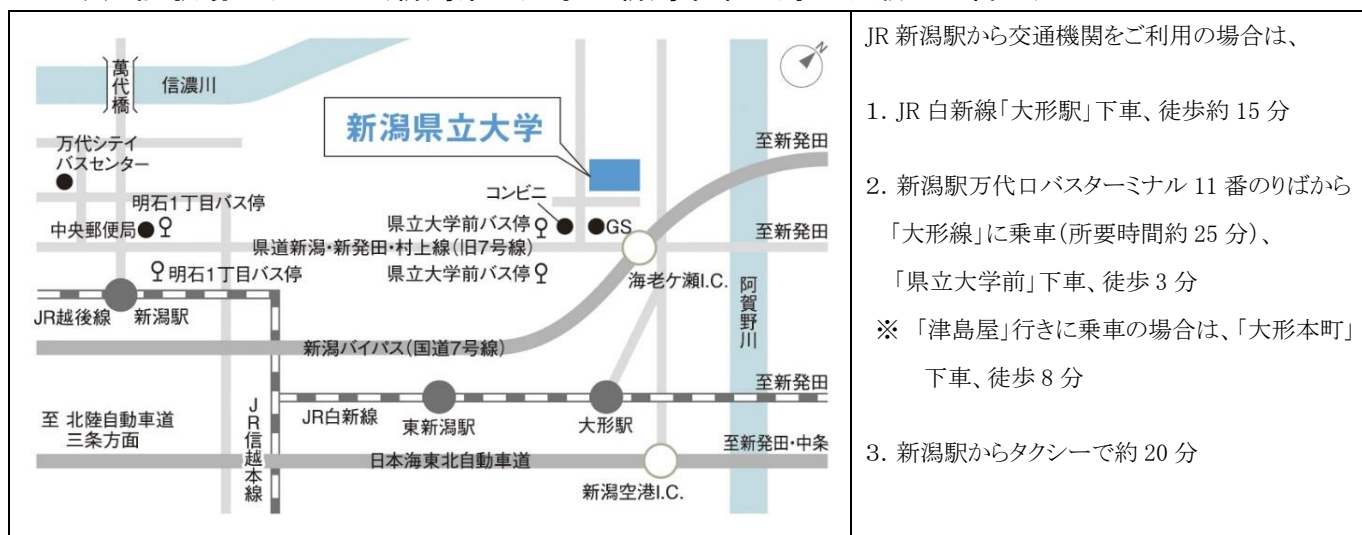 萬代橋
信濃川
N
新潟県立大学
万代シテイ
バスセンター
至新発田
コンビニ
明石1丁目バス停
県立大学前バス停
GS
中央郵便局
至新発田
県道新潟・新発田・村上線(旧7号線)
明石1丁目バス停
県立大学前バス停
海老ケ瀬I.C.
阿賀野川
JR越後線
新潟駅
新潟バイパス(国道7号線)
至新発田
JR信越本線
JR白新線
東新潟駅
大形駅
至 北陸自動車道
三条方面
至新発田・中条
日本海東北自動車道
新潟空港I.C.
JR 新潟駅から交通機関をご利用の場合は、
1. JR 白新線「大形駅」下車、徒歩約 15 分
2. 新潟駅万代口バスターミナル 11 番のりばから
「大形線」に乗車(所要時間約 25 分)、
「県立大学前」下車、徒歩 3 分
※ 「津島屋」行きに乗車の場合は、「大形本町」
下車、徒歩 8 分
3. 新潟駅からタクシーで約 20 分